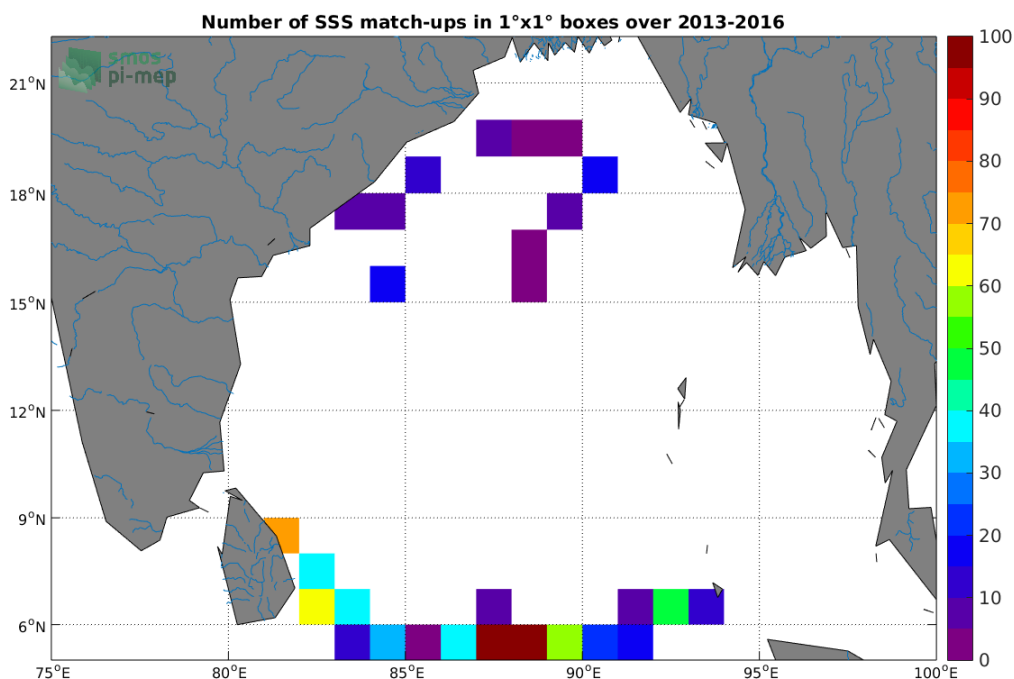 Number of SSS match-ups in 1°x1° boxes over 2013-2016
smos
pi-mep
21°N
18°N
15°N
12°N
9°N
6°N
75°E 80°E 85°E 90°E 95°E 100°E
100
90
80
70
60
50
40
30
20
10
0